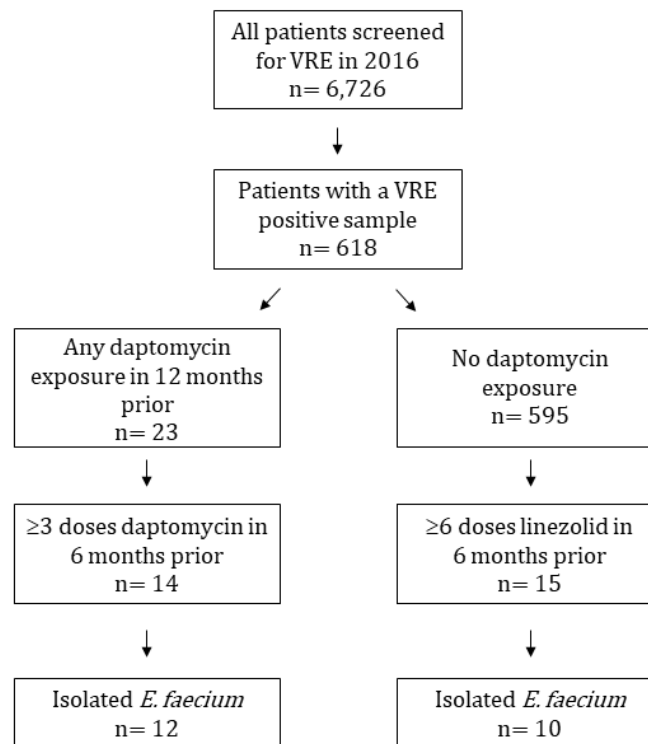 All patients screened
for VRE in 2016
n= 6,726
Patients with a VRE
positive sample
n= 618
Any daptomycin
exposure in 12 months
prior
n= 23
No daptomycin
exposure
n= 595
≥3 doses daptomycin in
6 months prior
n= 14
≥6 doses linezolid in
6 months prior
n= 15
Isolated E. faecium
n= 12
Isolated E. faecium
n= 10